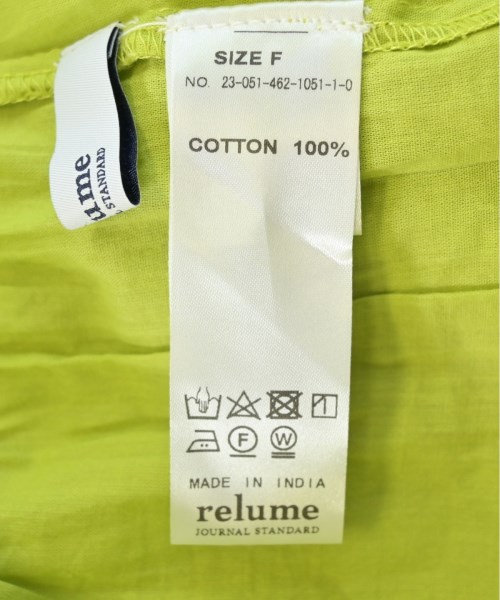 SIZE F
NO. 23-051-462-1051-1-0
COTTON 100%
F
W
MADE IN INDIA
relume
JOURNAL STANDARD
ume
STANDARD